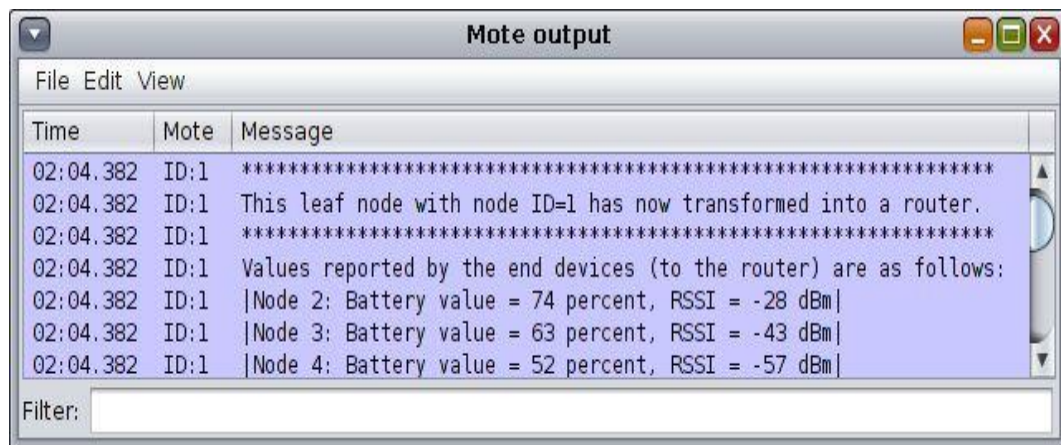 Mote output
File Edit View
Time Mote Message
02:04.382 ID:1 *****************************************************************
02:04.382 ID:1 This leaf node with node ID=1 has now transformed into a router.
02:04.382 ID:1 *****************************************************************
02:04.382 ID:1 Values reported by the end devices (to the router) are as follows:
02:04.382 ID:1 |Node 2: Battery value = 74 percent, RSSI = -28 dBm|
02:04.382 ID:1 |Node 3: Battery value = 63 percent, RSSI = -43 dBm|
02:04.382 ID:1 |Node 4: Battery value = 52 percent, RSSI = -57 dBm|
Filter: